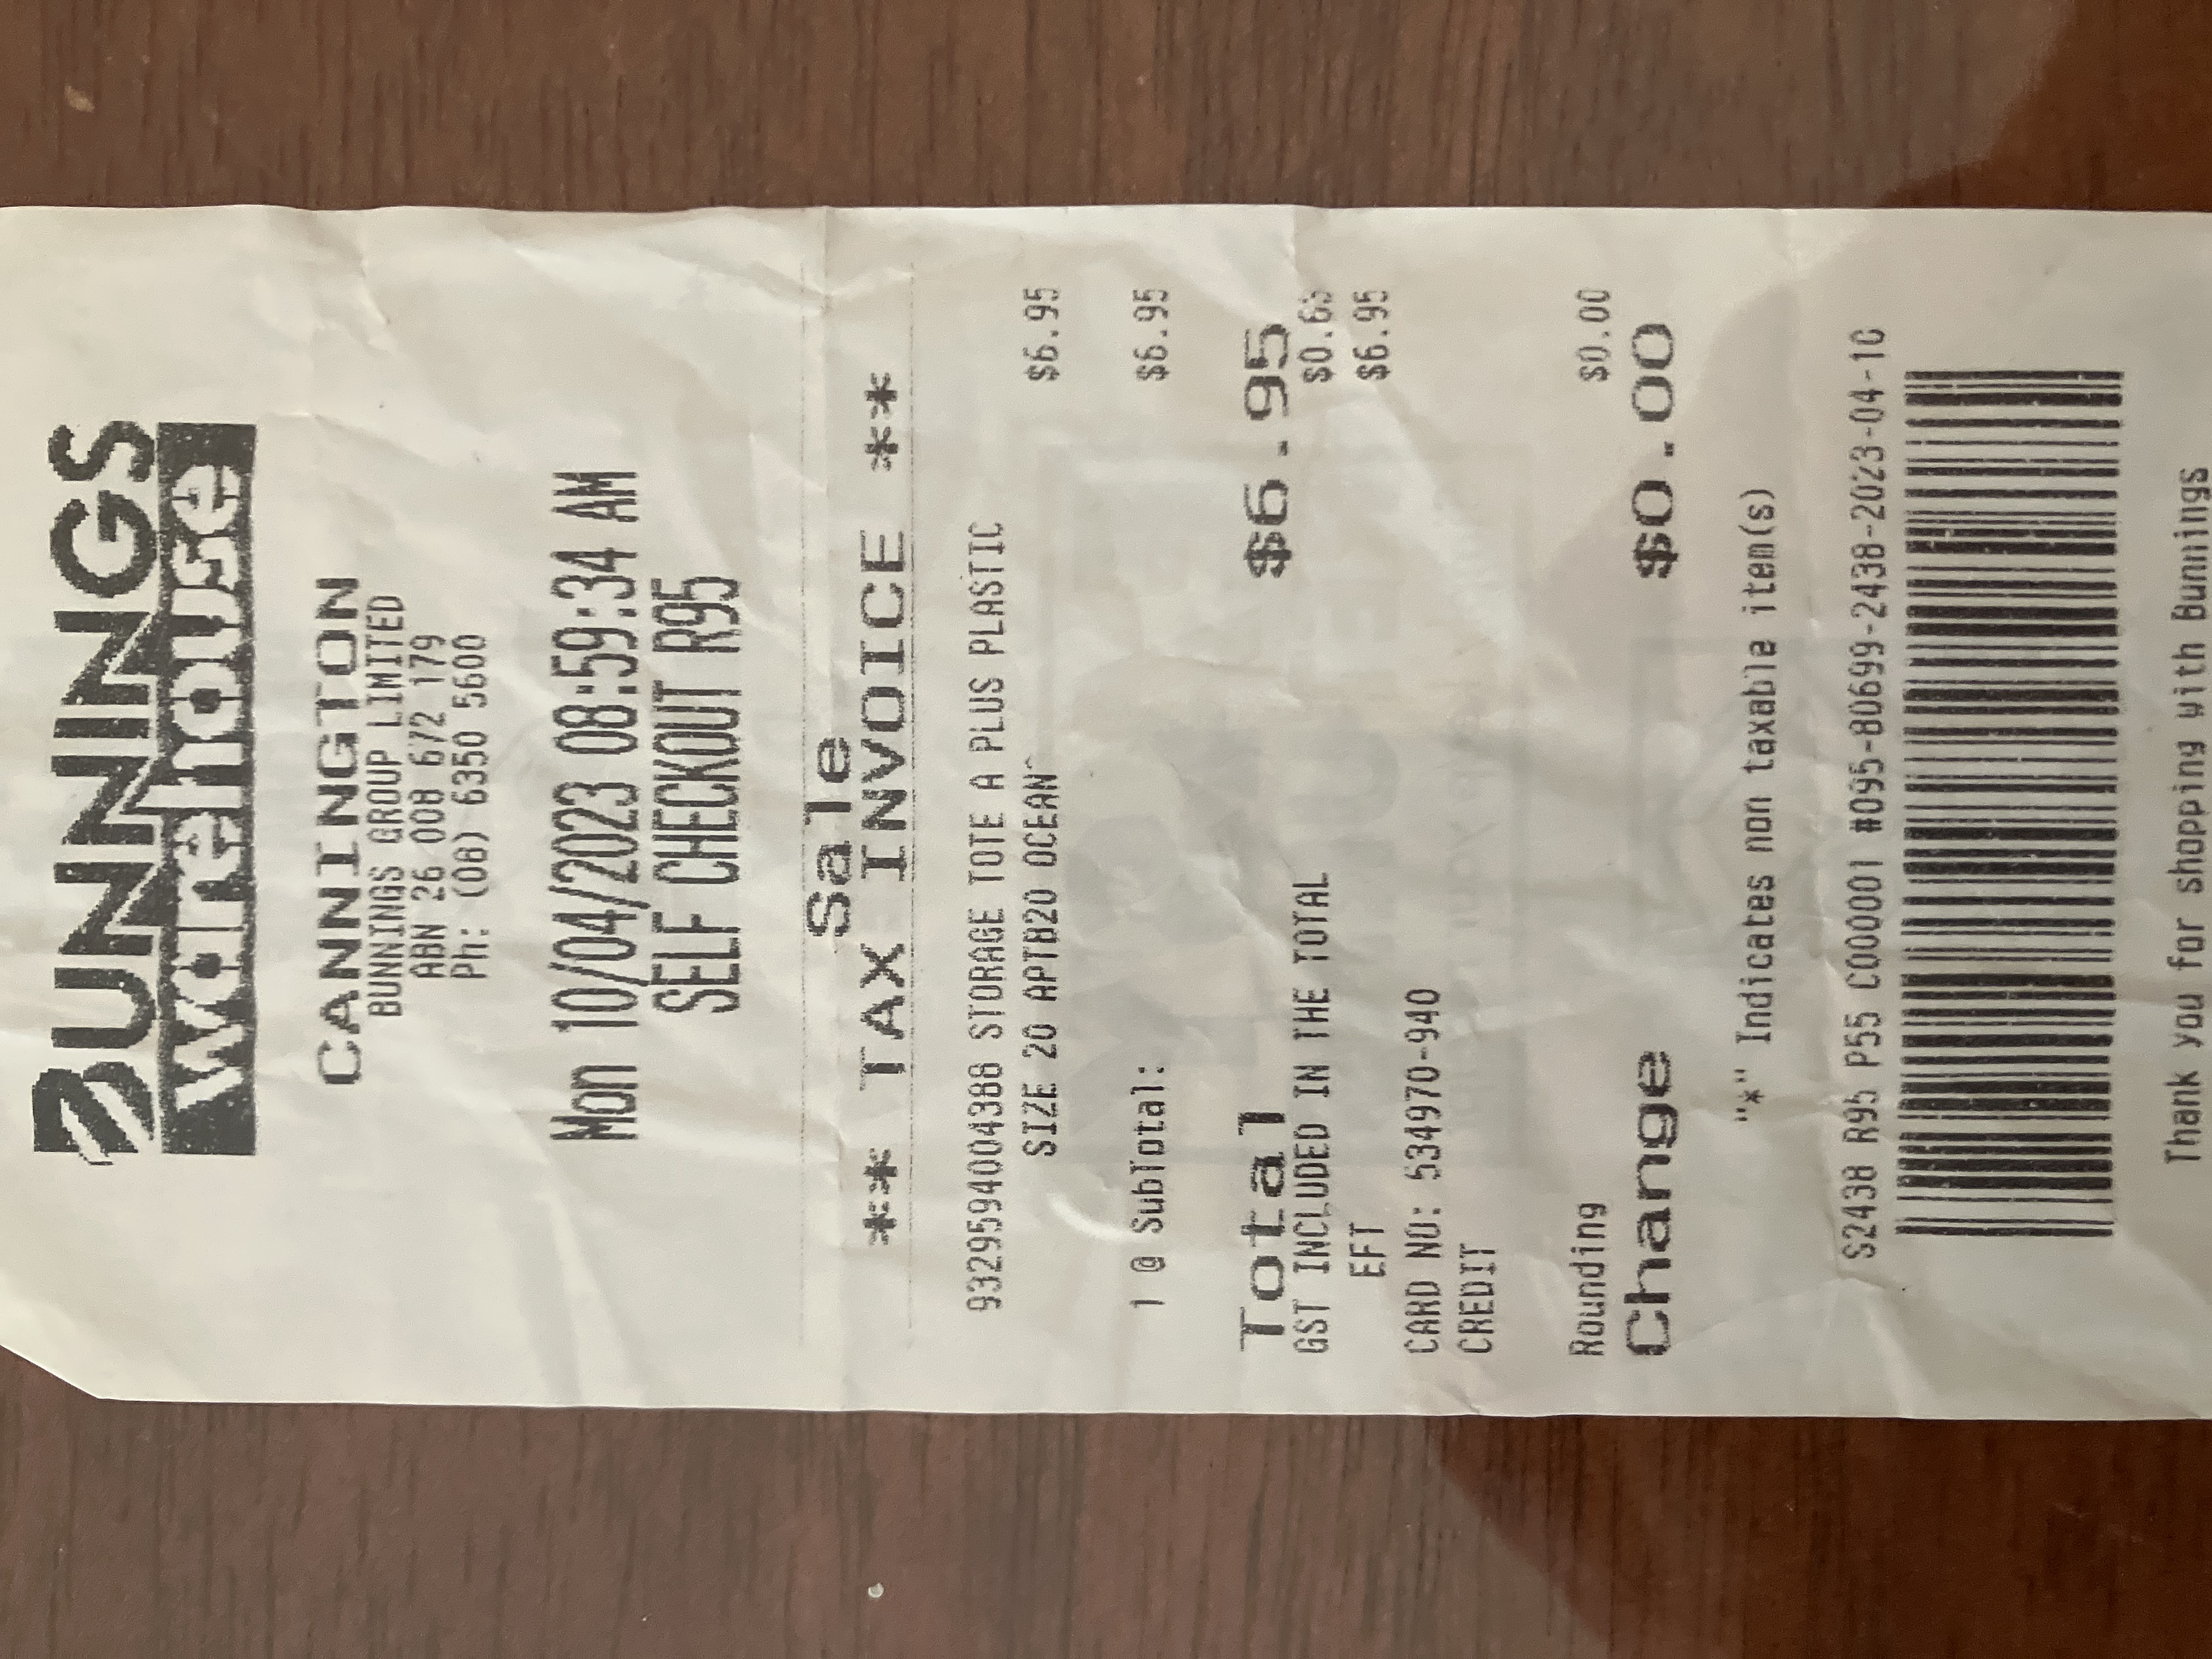 BUNNINGS
warehouse
CANNINGTON
BUNNINGS GROUP LIMITED
ABN 26 008 672 179
Ph: (08) 6350 5600
Mon 10/04/2023 08:59:34 AM
SELF CHECKOUT R95
Sale
** TAX INVOICE **
9329594004388 STORAGE TOTE A PLUS PLASTIC
SIZE 20 APTB20 OCEAN^ $6.95
1 @ SubTotal: $6.95
Total $6.95
GST INCLUDED IN THE TOTAL $0.63
EFT $6.95
CARD NO: 534970-940
CREDIT
Rounding $0.00
Change $0.00
"*" Indicates non taxable item(s)
S2438 R95 P55 C000001 #095-80699-2438-2023-04-10
Thank you for shopping with Bunnings